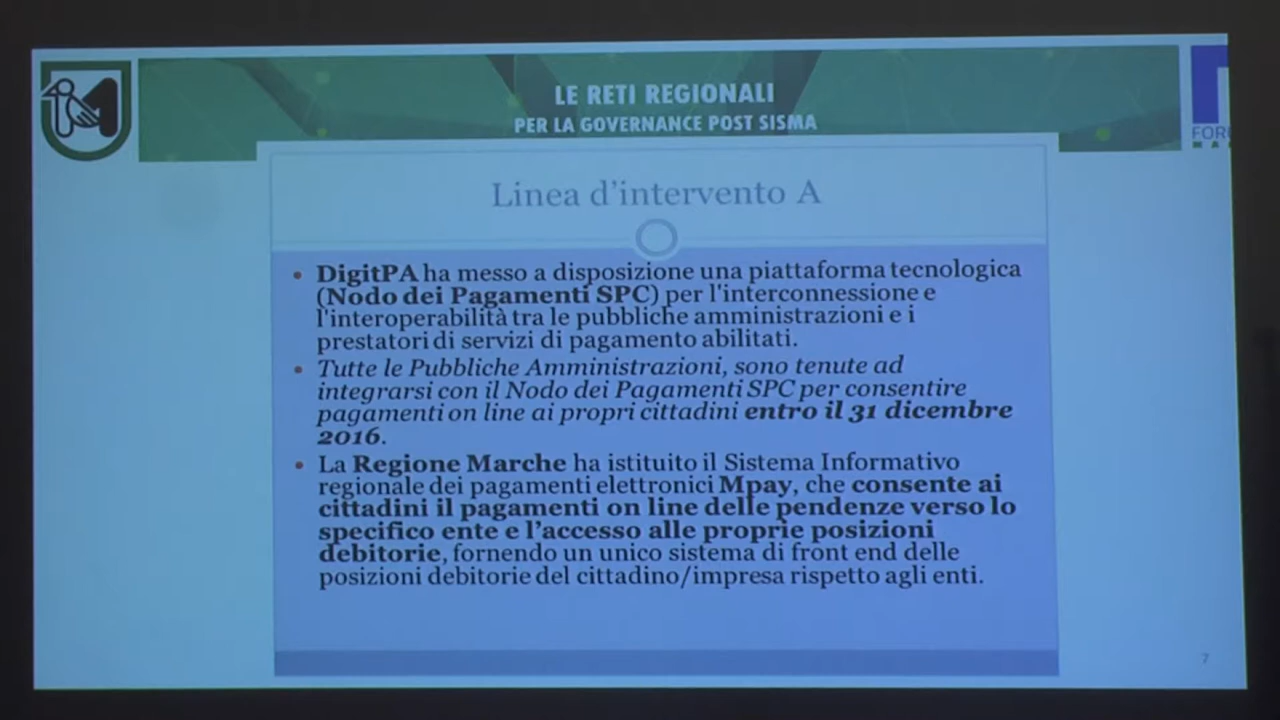 LE RETI REGIONALI
PER LA GOVERNANCE POST SISMA
Linea d'intervento A
• DigitPA ha messo a disposizione una piattaforma tecnologica
(Nodo dei Pagamenti SPC) per l'interconnessione e
l'interoperabilità tra le pubbliche amministrazioni e i
prestatori di servizi di pagamento abilitati.
• Tutte le Pubbliche Amministrazioni, sono tenute ad
integrarsi con il Nodo dei Pagamenti SPC per consentire
pagamenti on line ai propri cittadini entro il 31 dicembre
2016.
• La Regione Marche ha istituito il Sistema Informativo
regionale dei pagamenti elettronici Mpay, che consente ai
cittadini il pagamenti on line delle pendenze verso lo
specifico ente e l'accesso alle proprie posizioni
debitorie, fornendo un unico sistema di front end delle
posizioni debitorie del cittadino/impresa rispetto agli enti.
7